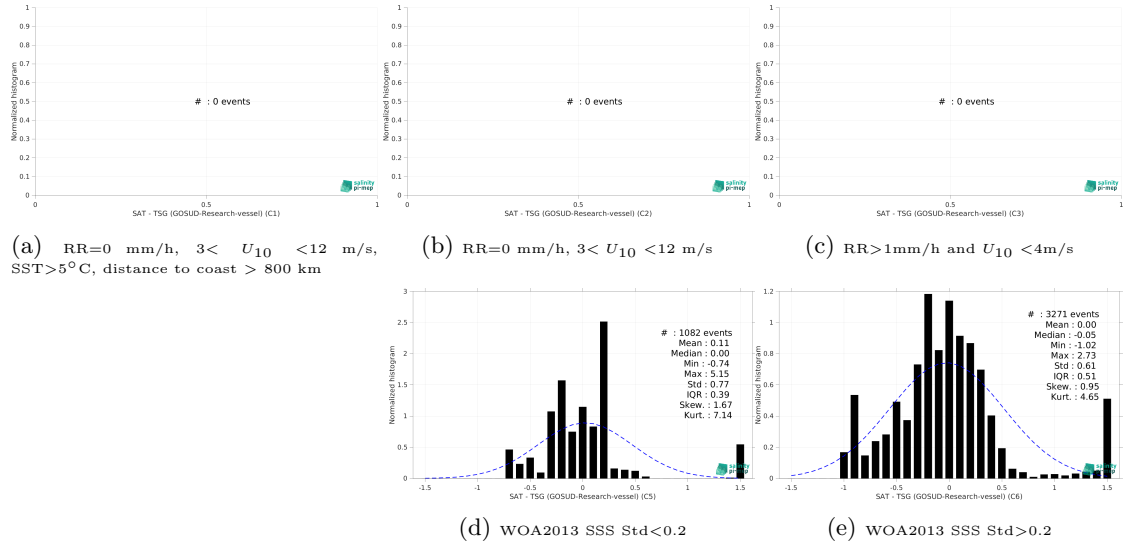 1
0.9
0.8
0.7
0.6
0.5
0.4
0.3
0.2
0.1
0
Normalized histogram
# : 0 events
salinity
pi-mep
0 0.5 1
SAT - TSG (GOSUD-Research-vessel) (C1)
(a) RR=0 mm/h, 3< U10 <12 m/s,
SST>5°C, distance to coast > 800 km
1
0.9
0.8
0.7
0.6
0.5
0.4
0.3
0.2
0.1
0
Normalized histogram
# : 0 events
salinity
pi-mep
0 0.5 1
SAT - TSG (GOSUD-Research-vessel) (C2)
(b) RR=0 mm/h, 3< U10 <12 m/s
1
0.9
0.8
0.7
0.6
0.5
0.4
0.3
0.2
0.1
0
Normalized histogram
# : 0 events
salinity
pi-mep
0 0.5 1
SAT - TSG (GOSUD-Research-vessel) (C3)
(c) RR>1mm/h and U10 <4m/s
3
2.5
2
1.5
1
0.5
0
Normalized histogram
# : 1082 events
Mean : 0.11
Median : 0.00
Min : -0.74
Max : 5.15
Std : 0.77
IQR : 0.39
Skew. : 1.67
Kurt. : 7.14
salinity
pi-mep
-1.5 -1 -0.5 0 0.5 1 1.5
SAT - TSG (GOSUD-Research-vessel) (C5)
(d) WOA2013 SSS Std<0.2
1.2
1
0.8
0.6
0.4
0.2
0
Normalized histogram
# : 3271 events
Mean : 0.00
Median : -0.05
Min : -1.02
Max : 2.73
Std : 0.61
IQR : 0.51
Skew. : 0.95
Kurt. : 4.65
salinity
pi-mep
-1.5 -1 -0.5 0 0.5 1 1.5
SAT - TSG (GOSUD-Research-vessel) (C6)
(e) WOA2013 SSS Std>0.2